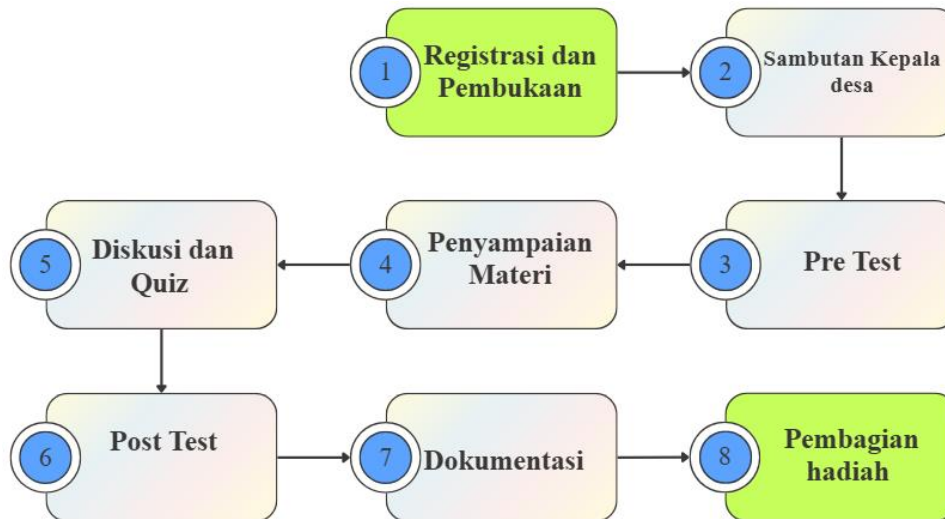 1
Registrasi dan
Pembukaan
2
Sambutan Kepala
desa
3
Pre Test
4
Penyampaian
Materi
5
Diskusi dan
Quiz
6
Post Test
7
Dokumentasi
8
Pembagian
hadiah